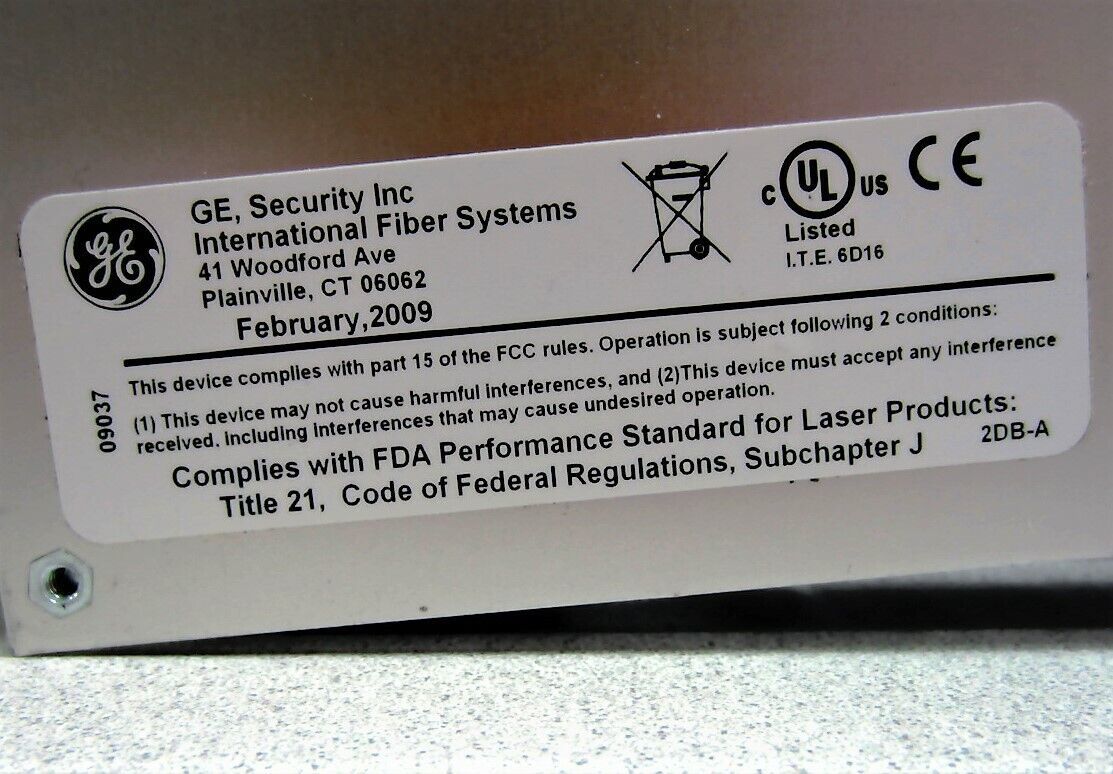 GE
GE, Security Inc
International Fiber Systems
41 Woodford Ave
Plainville, CT 06062
February,2009
C UL US
Listed
I.T.E. 6D16
CE
09037
This device complies with part 15 of the FCC rules. Operation is subject following 2 conditions:
(1) This device may not cause harmful interferences, and (2)This device must accept any interference
received. including interferences that may cause undesired operation.
Complies with FDA Performance Standard for Laser Products:
Title 21, Code of Federal Regulations, Subchapter J
2DB-A